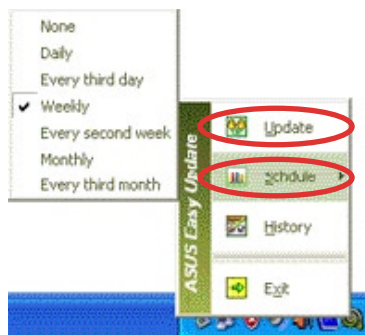 None
Daily
Every third day
Weekly
Every second week
Monthly
Every third month
ASUS Easy Update
Update
Schdule
History
Exit